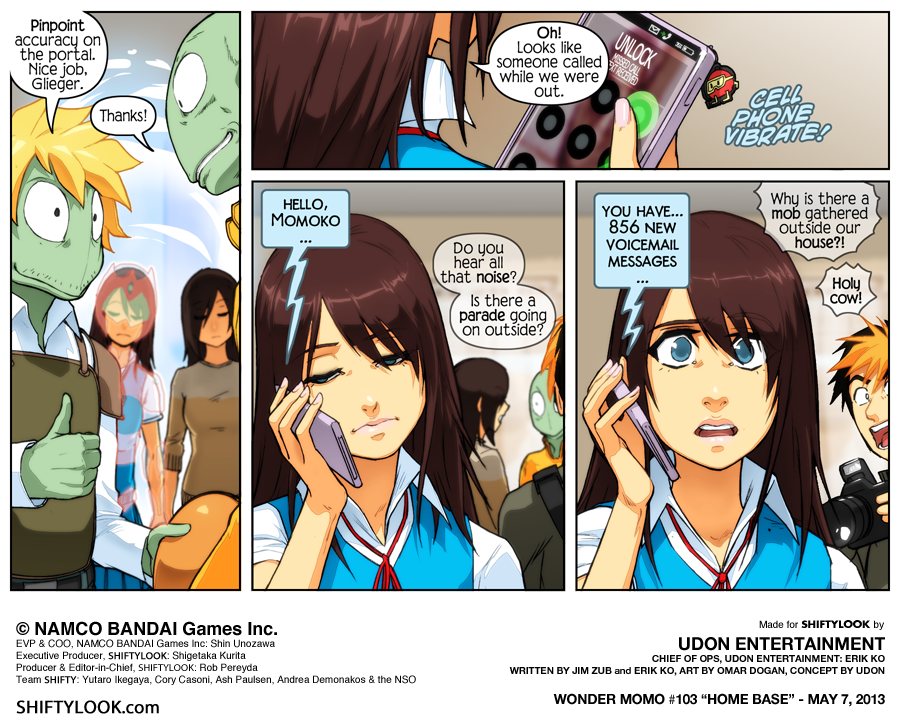 Pinpoint
accuracy on
the portal.
Nice job,
Glieger.
Thanks!
Oh!
Looks like
someone called
while we were
out.
UNLOCK
MISSED CALL
TEXT RECEIVED
CELL
PHONE
VIBRATE!
HELLO,
MOMOKO
...
Do you
hear all
that noise?
Is there a
parade going
on outside?
YOU HAVE...
856 NEW
VOICEMAIL
MESSAGES
...
Why is there a
mob gathered
outside our
house?!
Holy
cow!
© NAMCO BANDAI Games Inc.
EVP & COO, NAMCO BANDAI Games Inc: Shin Unozawa
Executive Producer, SHIFTYLOOK: Shigetaka Kurita
Producer & Editor-in-Chief, SHIFTYLOOK: Rob Pereyda
Team SHIFTY: Yutaro Ikegaya, Cory Casoni, Ash Paulsen, Andrea Demonakos & the NSO
SHIFTYLOOK.com
Made for SHIFTYLOOK by
UDON ENTERTAINMENT
CHIEF OF OPS, UDON ENTERTAINMENT: ERIK KO
WRITTEN BY JIM ZUB and ERIK KO, ART BY OMAR DOGAN, CONCEPT BY UDON
WONDER MOMO #103 “HOME BASE” - MAY 7, 2013